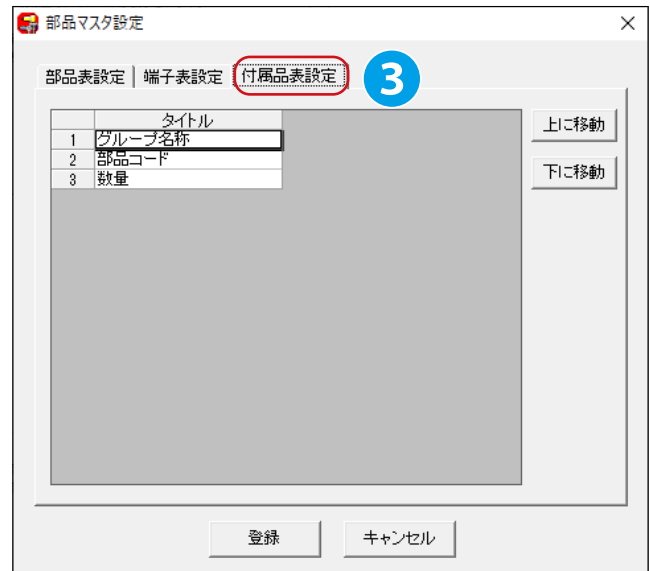 部品マスタ設定
部品表設定 端子表設定 付属品表設定 3
タイトル
1 グループ名称
2 部品コード
3 数量
上に移動
下に移動
登録 キャンセル